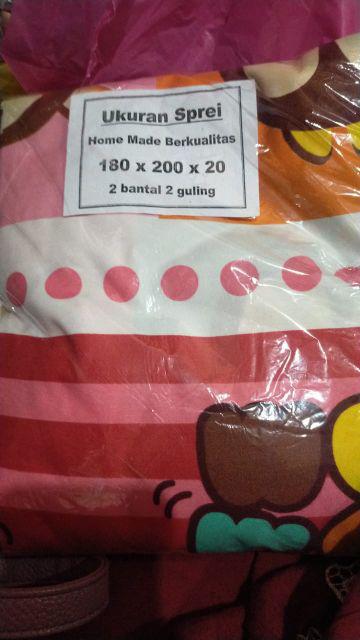 Ukuran Sprei
Home Made Berkualitas
180 x 200 x 20
2 bantal 2 guling